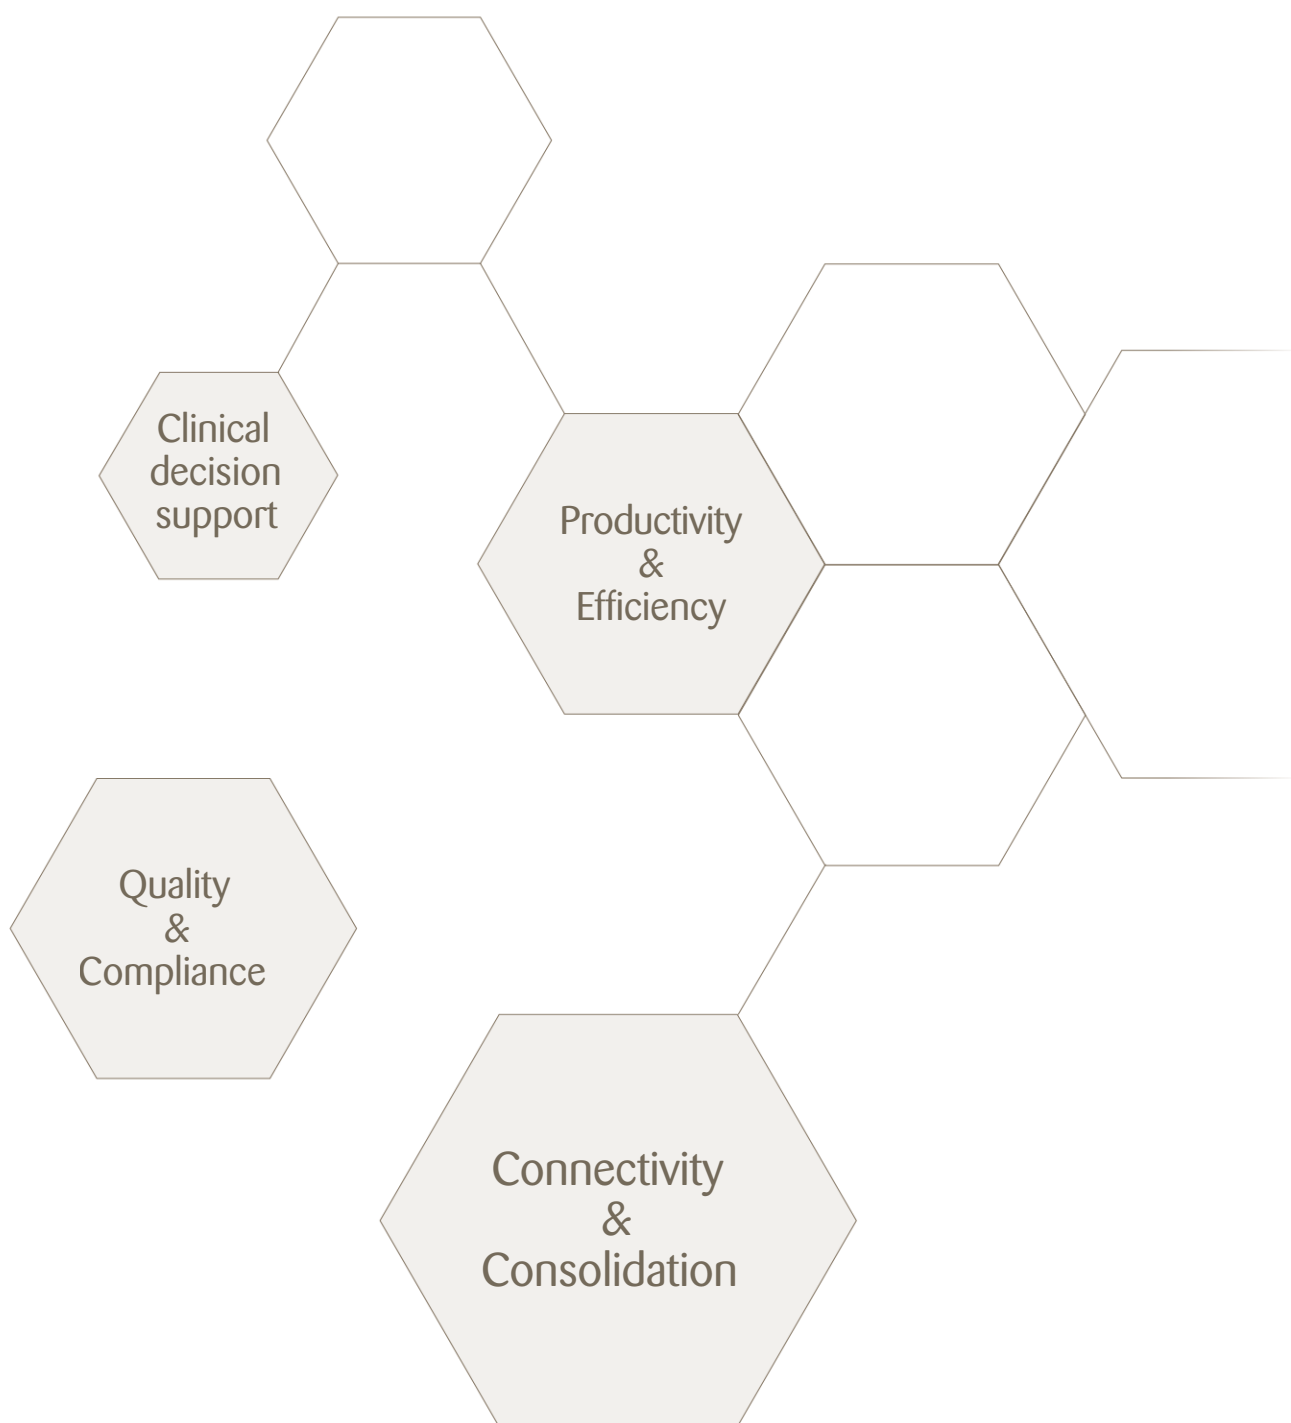 Clinical
decision
support
Productivity
&
Efficiency
Quality
&
Compliance
Connectivity
&
Consolidation